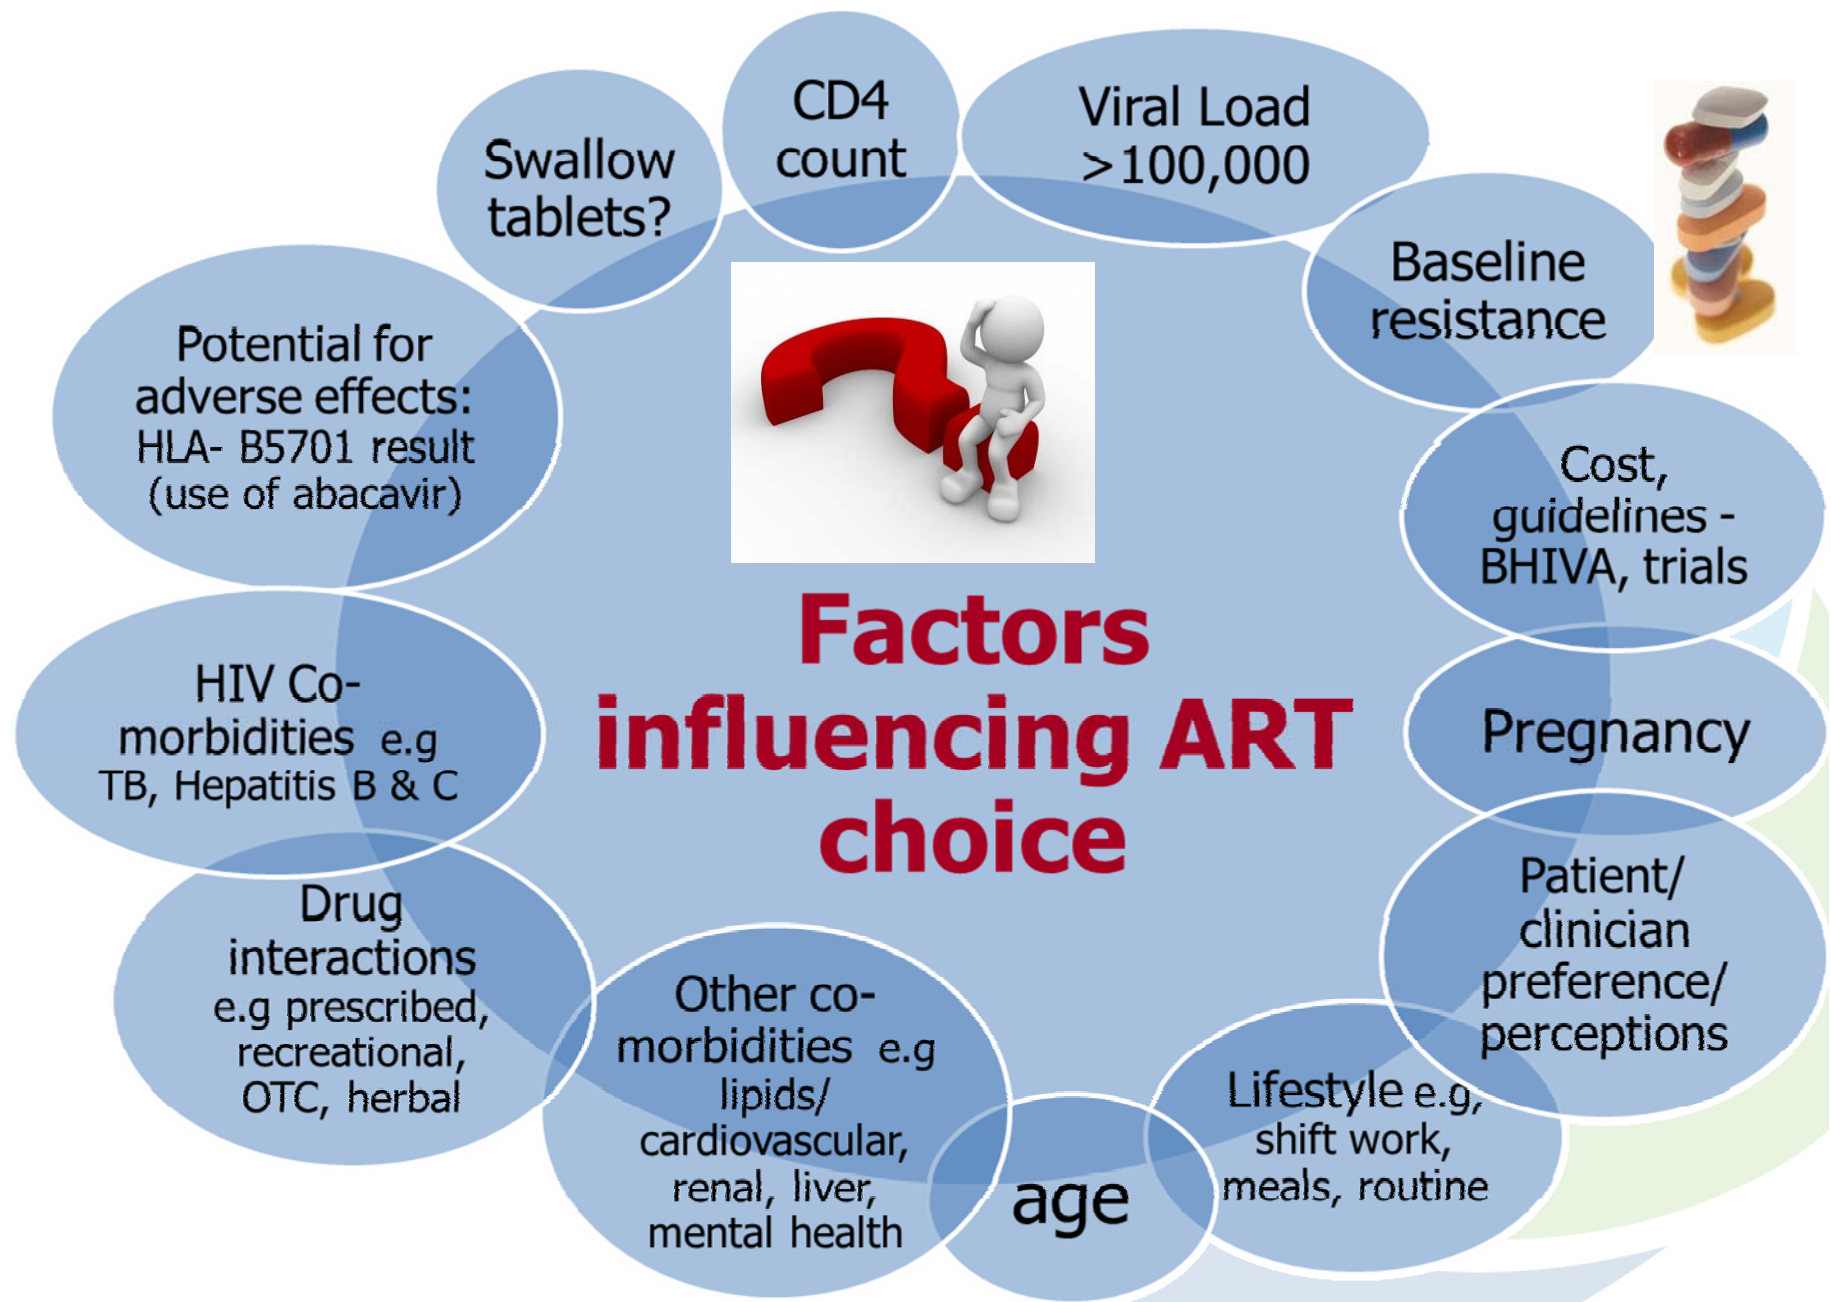 CD4
count
Viral Load
>100,000
Baseline
resistance
Cost,
guidelines -
BHIVA, trials
Pregnancy
Patient/
clinician
preference/
perceptions
Lifestyle e.g,
shift work,
meals, routine
age
Other co-
morbidities e.g
lipids/
cardiovascular,
renal, liver,
mental health
Drug
interactions
e.g prescribed,
recreational,
OTC, herbal
HIV Co-
morbidities e.g
TB, Hepatitis B & C
Potential for
adverse effects:
HLA- B5701 result
(use of abacavir)
Swallow
tablets?
Factors
influencing ART
choice